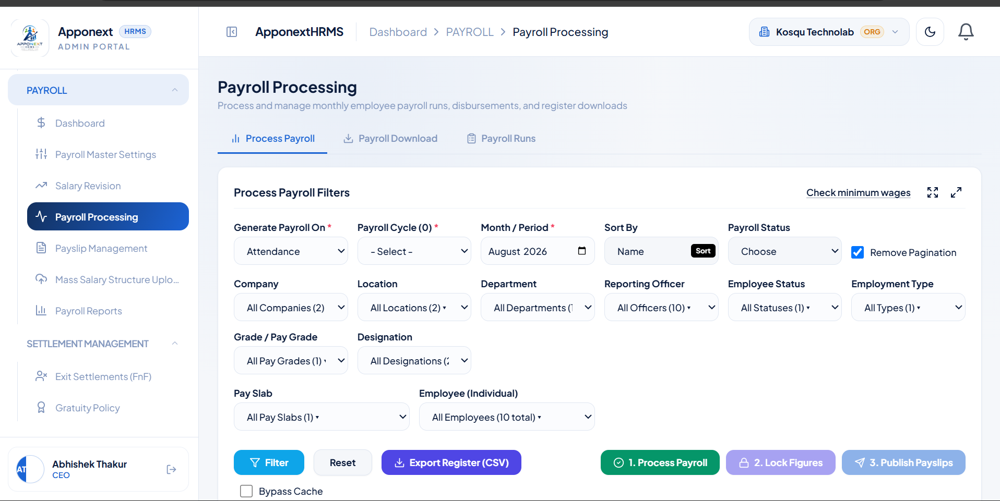 Apponext HRMS
ADMIN PORTAL
APPONEXT
HRMS
ApponextHRMS
Dashboard > PAYROLL > Payroll Processing
Kosqu Technolab ORG
PAYROLL
Dashboard
Payroll Master Settings
Salary Revision
Payroll Processing
Payslip Management
Mass Salary Structure Uplo...
Payroll Reports
SETTLEMENT MANAGEMENT
Exit Settlements (FnF)
Gratuity Policy
AT
Abhishek Thakur
CEO
Payroll Processing
Process and manage monthly employee payroll runs, disbursements, and register downloads
Process Payroll Payroll Download Payroll Runs
Process Payroll Filters Check minimum wages
Generate Payroll On * Payroll Cycle (0) * Month / Period * Sort By Payroll Status
Attendance - Select - August 2026 Name Sort Choose Remove Pagination
Company Location Department Reporting Officer Employee Status Employment Type
All Companies (2) All Locations (2) ▾ All Departments ( All Officers (10) ▾ All Statuses (1) ▾ All Types (1) ▾
Grade / Pay Grade Designation
All Pay Grades (1) ▾ All Designations (2
Pay Slab Employee (Individual)
All Pay Slabs (1) ▾ All Employees (10 total) ▾
Filter Reset Export Register (CSV) 1. Process Payroll 2. Lock Figures 3. Publish Payslips
Bypass Cache